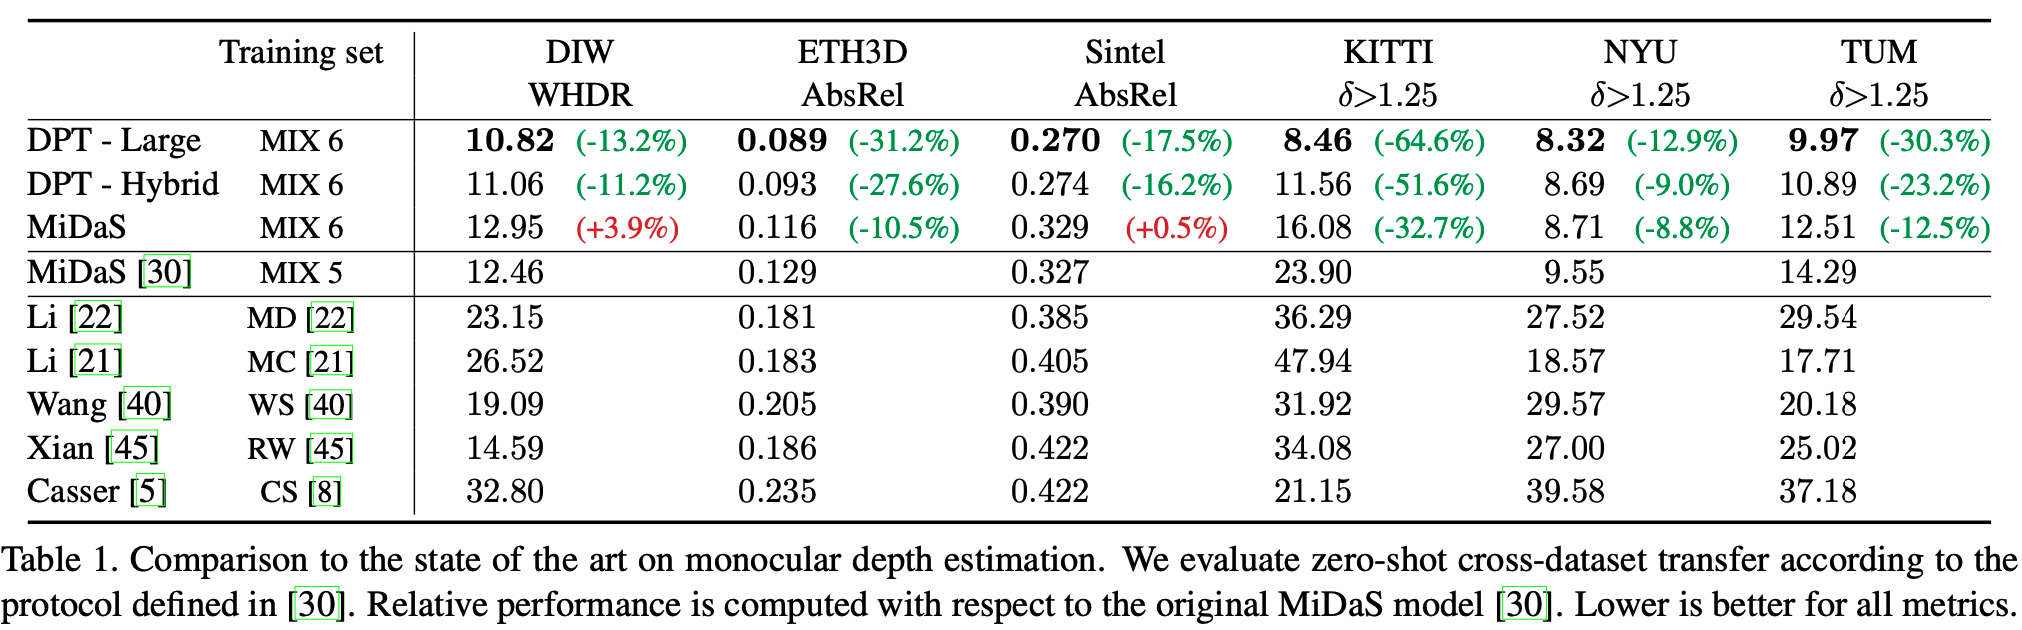 Training set DIW ETH3D Sintel KITTI NYU TUM
WHDR AbsRel AbsRel δ>1.25 δ>1.25 δ>1.25
DPT - Large MIX 6 10.82 (-13.2%) 0.089 (-31.2%) 0.270 (-17.5%) 8.46 (-64.6%) 8.32 (-12.9%) 9.97 (-30.3%)
DPT - Hybrid MIX 6 11.06 (-11.2%) 0.093 (-27.6%) 0.274 (-16.2%) 11.56 (-51.6%) 8.69 (-9.0%) 10.89 (-23.2%)
MiDaS MIX 6 12.95 (+3.9%) 0.116 (-10.5%) 0.329 (+0.5%) 16.08 (-32.7%) 8.71 (-8.8%) 12.51 (-12.5%)
MiDaS [30] MIX 5 12.46 0.129 0.327 23.90 9.55 14.29
Li [22] MD [22] 23.15 0.181 0.385 36.29 27.52 29.54
Li [21] MC [21] 26.52 0.183 0.405 47.94 18.57 17.71
Wang [40] WS [40] 19.09 0.205 0.390 31.92 29.57 20.18
Xian [45] RW [45] 14.59 0.186 0.422 34.08 27.00 25.02
Casser [5] CS [8] 32.80 0.235 0.422 21.15 39.58 37.18
Table 1. Comparison to the state of the art on monocular depth estimation. We evaluate zero-shot cross-dataset transfer according to the
protocol defined in [30]. Relative performance is computed with respect to the original MiDaS model [30]. Lower is better for all metrics.